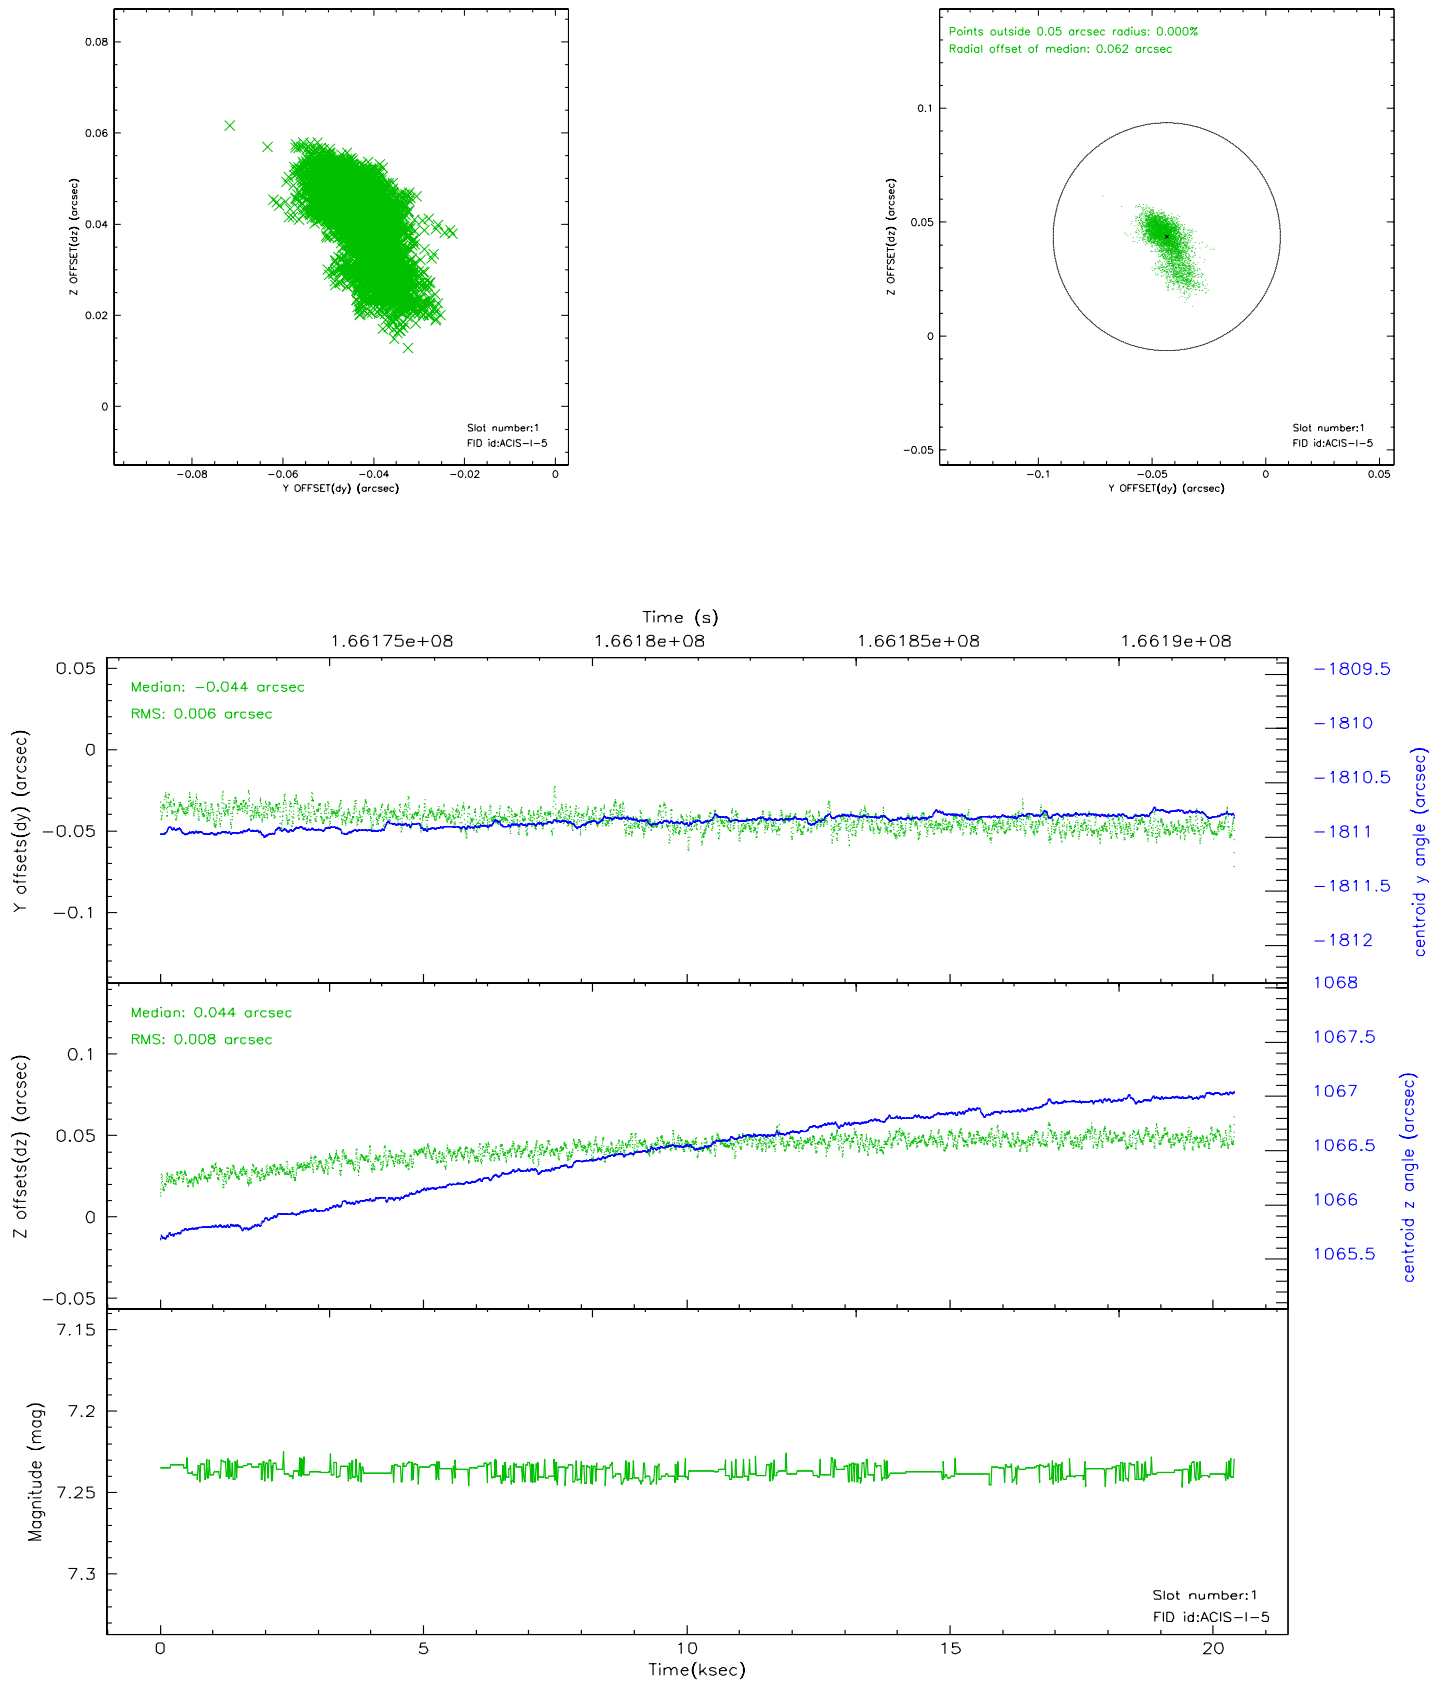 0.08
0.06
0.04
0.02
0
Z OFFSET(dz) (arcsec)
Slot number:1
FID id:ACIS-I-5
-0.08 -0.06 -0.04 -0.02 0
Y OFFSET(dy) (arcsec)
Points outside 0.05 arcsec radius: 0.000%
Radial offset of median: 0.062 arcsec
0.1
0.05
0
-0.05
Z OFFSET(dz) (arcsec)
Slot number:1
FID id:ACIS-I-5
-0.1 -0.05 0 0.05
Y OFFSET(dy) (arcsec)
Time (s)
1.66175e+08 1.6618e+08 1.66185e+08 1.6619e+08
0.05
0
-0.05
-0.1
Y offsets(dy) (arcsec)
Median: -0.044 arcsec
RMS: 0.006 arcsec
-1809.5
-1810
-1810.5
-1811
-1811.5
-1812
centroid y angle (arcsec)
0.1
0.05
0
-0.05
Z offsets(dz) (arcsec)
Median: 0.044 arcsec
RMS: 0.008 arcsec
1068
1067.5
1067
1066.5
1066
1065.5
centroid z angle (arcsec)
7.15
7.2
7.25
7.3
Magnitude (mag)
Slot number:1
FID id:ACIS-I-5
0 5 10 15 20
Time(ksec)